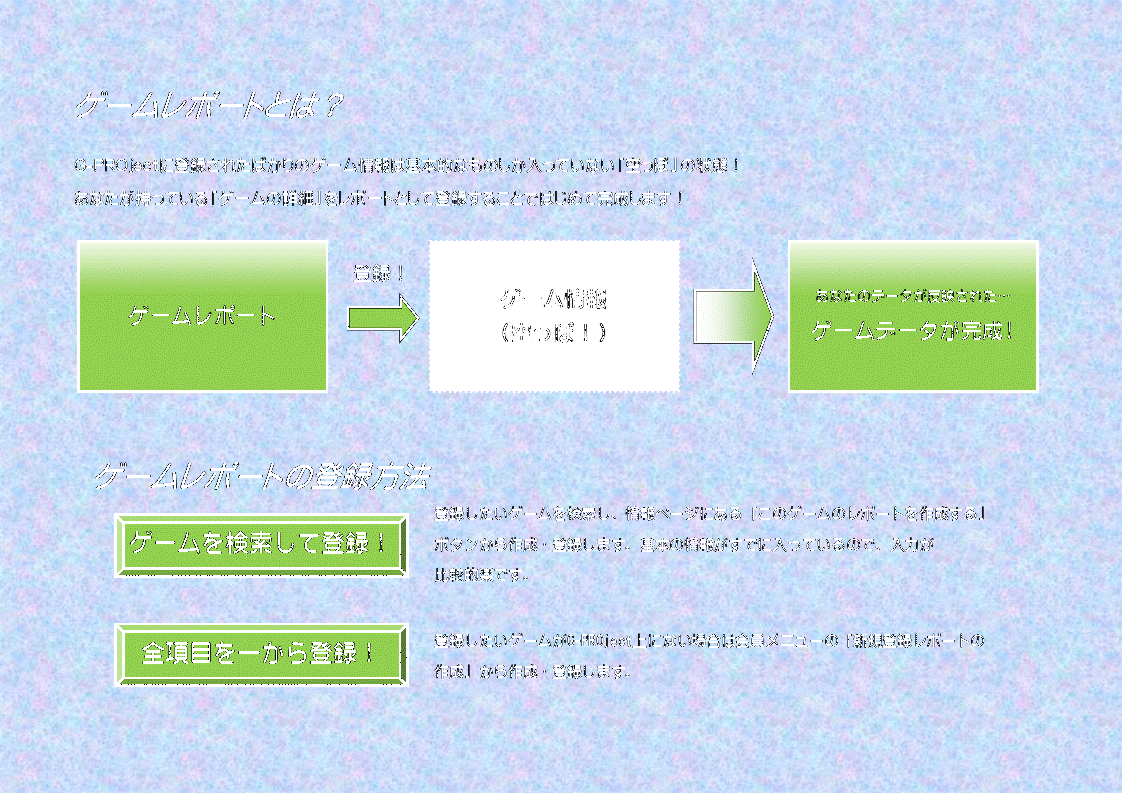 ゲームレポートとは？
G-PROjectに登録されたばかりのゲーム情報は基本的なものしか入っていない「空っぽ」の状態！
あなたが持っている「ゲームの詳細」をレポートとして登録することではじめて完成します！
登録！
ゲームレポート
ゲーム情報
（空っぽ！）
あなたのデータが反映された…
ゲームデータが完成！
ゲームレポートの登録方法
ゲームを検索して登録！
登録したいゲームを検索し、情報ページにある「このゲームのレポートを作成する」
ボタンから作成・登録します。基本の情報がすでに入っているので、入力が
比較的楽です。
全項目を一から登録！
登録したいゲームがG-PROject上にない場合は会員メニューの「新規登録レポートの
作成」から作成・登録します。